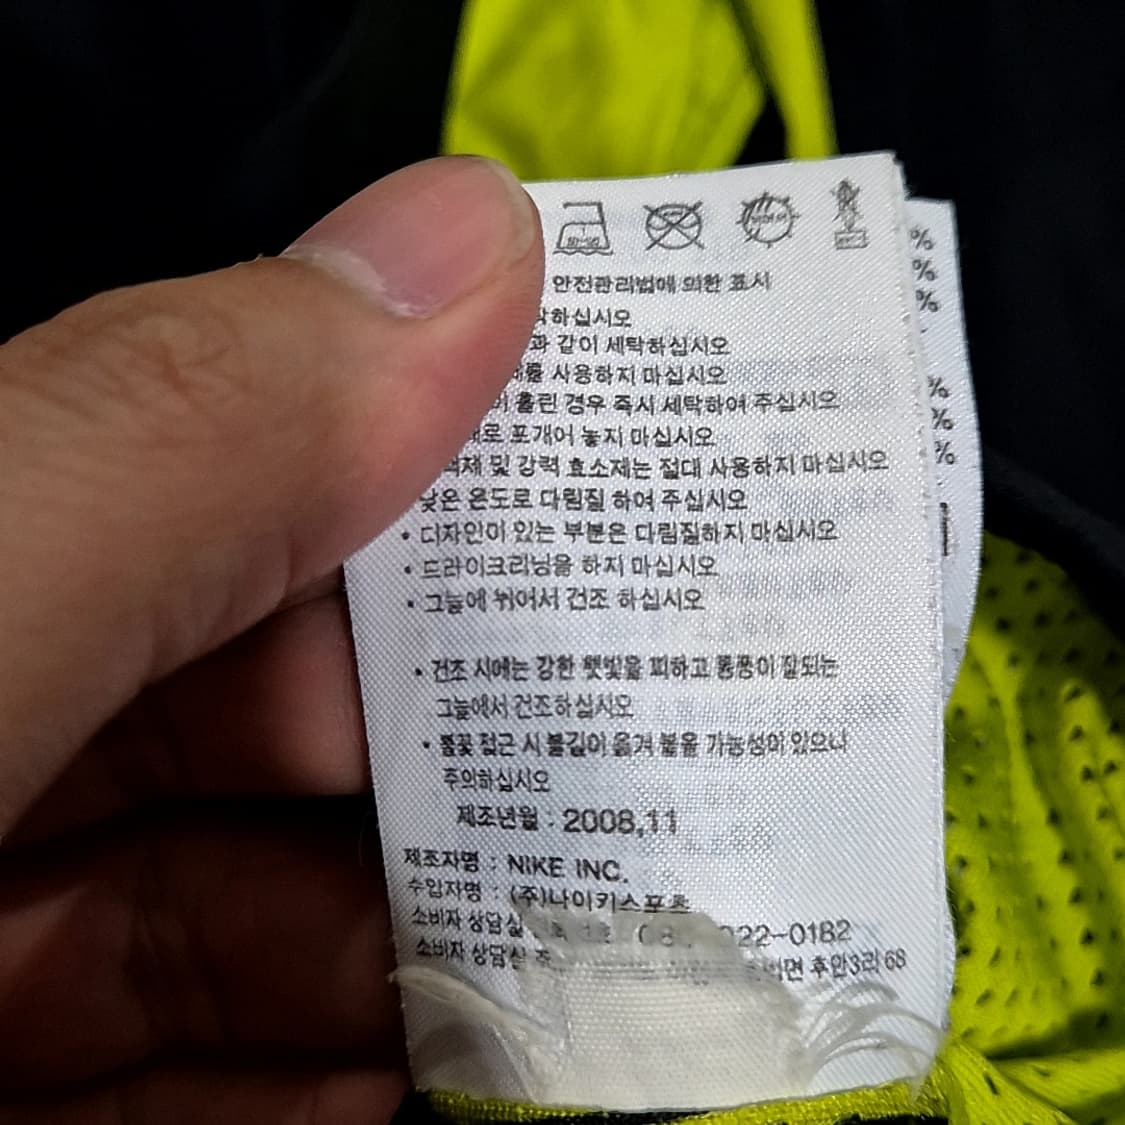 안전관리법에 의한 표시
하십시오
과 같이 세탁하십시오
를 사용하지 마십시오
이 흘린 경우 즉시 세탁하여 주십시오
로 포개어 놓지 마십시오
및 강력 효소제는 절대 사용하지 마십시오
낮은 온도로 다림질 하여 주십시오
• 디자인이 있는 부분은 다림질하지 마십시오
• 드라이크리닝을 하지 마십시오
• 그늘에 뉘어서 건조 하십시오
• 건조 시에는 강한 햇빛을 피하고 통풍이 잘되는
그늘에서 건조하십시오
• 불꽃 접근 시 불길이 옮겨 붙을 가능성이 있으니
주의하십시오
제조년월 : 2008,11
제조자명 : NIKE INC.
수입자명 : (주)나이키스포츠
소비자 상담실 22-0182
소비자 상담실 후안3리 68
%
%
%
%
%
%